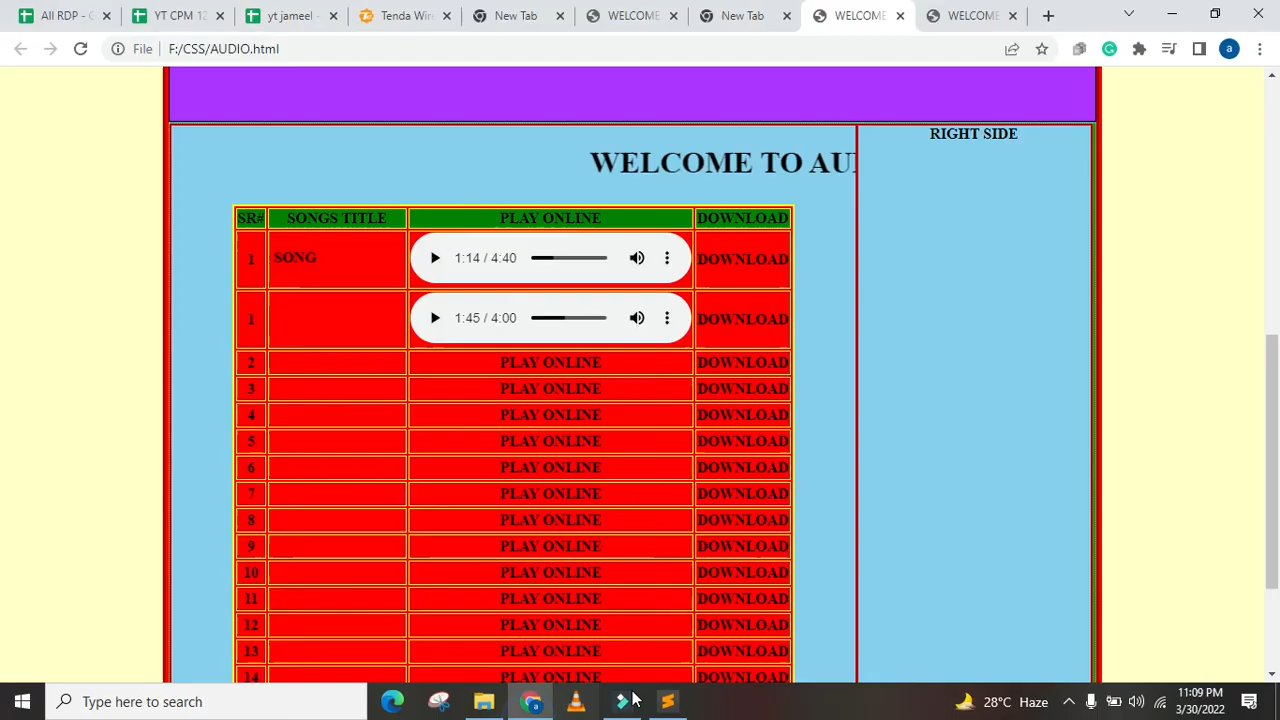 All RDP - G
YT CPM 12
yt jameel -
Tenda Wire
New Tab
WELCOME
New Tab
WELCOME
WELCOME
File F:/CSS/AUDIO.html
a
RIGHT SIDE
WELCOME TO AU
SR# SONGS TITLE PLAY ONLINE DOWNLOAD
1 SONG 1:14 / 4:40 DOWNLOAD
1 1:45 / 4:00 DOWNLOAD
2 PLAY ONLINE DOWNLOAD
3 PLAY ONLINE DOWNLOAD
4 PLAY ONLINE DOWNLOAD
5 PLAY ONLINE DOWNLOAD
6 PLAY ONLINE DOWNLOAD
7 PLAY ONLINE DOWNLOAD
8 PLAY ONLINE DOWNLOAD
9 PLAY ONLINE DOWNLOAD
10 PLAY ONLINE DOWNLOAD
11 PLAY ONLINE DOWNLOAD
12 PLAY ONLINE DOWNLOAD
13 PLAY ONLINE DOWNLOAD
14 PLAY ONLINE DOWNLOAD
Type here to search
28°C Haze
11:09 PM
3/30/2022